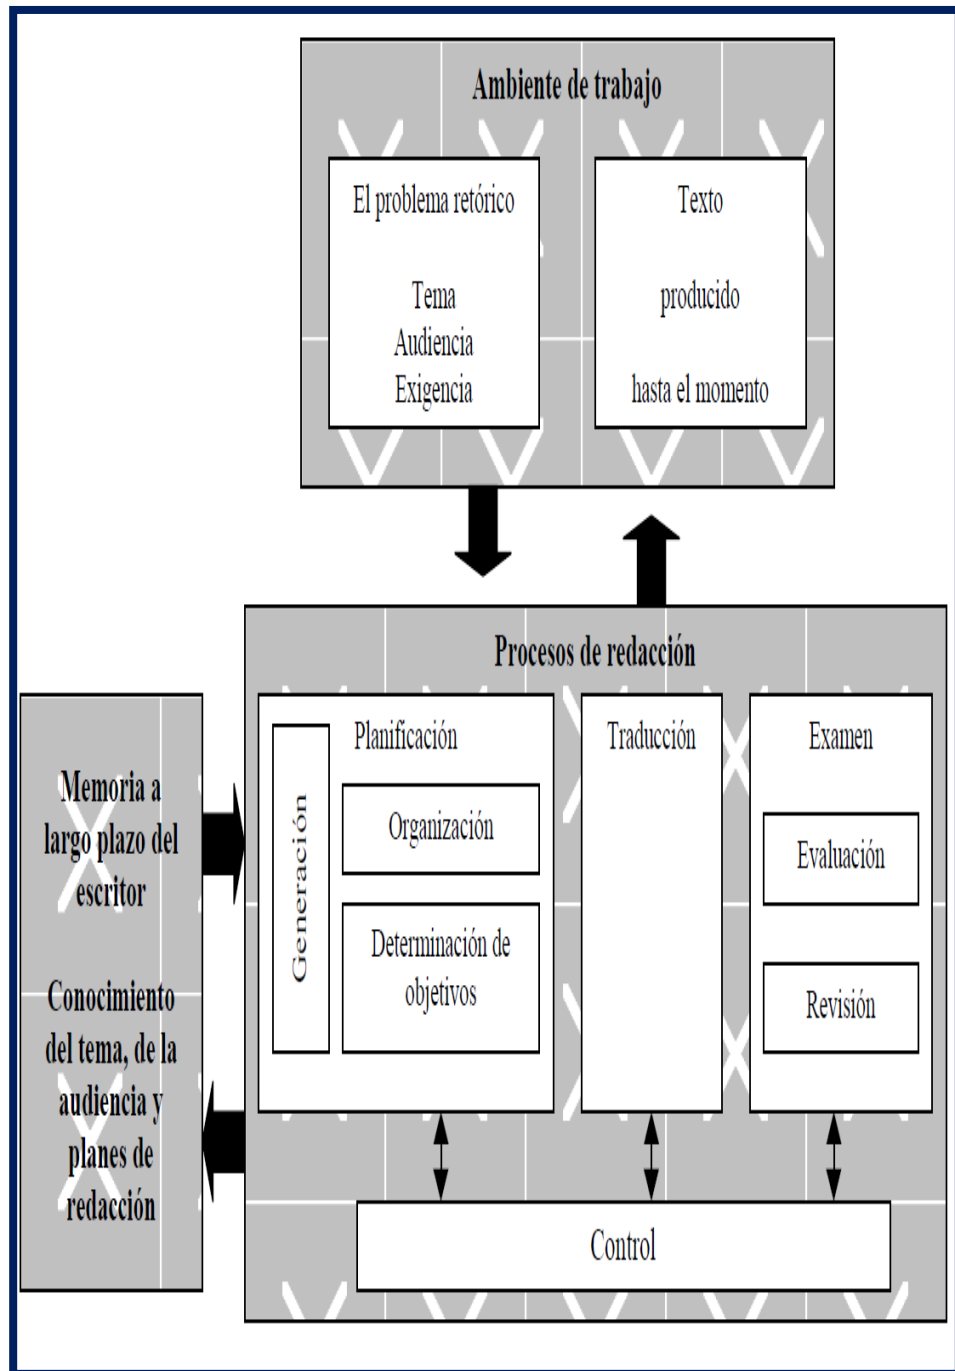 Ambiente de trabajo
El problema retórico
Tema
Audiencia
Exigencia
Texto
producido
hasta el momento
Procesos de redacción
Memoria a
largo plazo del
escritor
Conocimiento
del tema, de la
audiencia y
planes de
redacción
Planificación
Generación
Organización
Determinación de
objetivos
Traducción
Examen
Evaluación
Revisión
Control